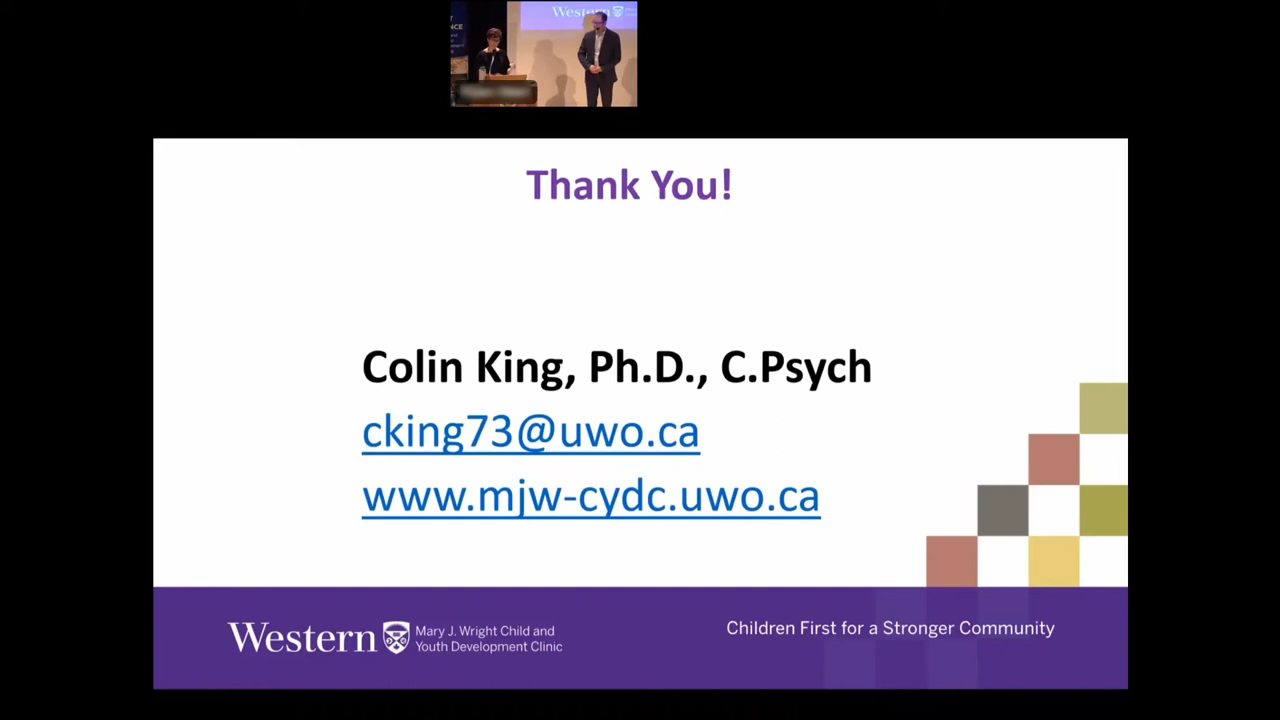 Western
Thank You!
Colin King, Ph.D., C.Psych
cking73@uwo.ca
www.mjw-cydc.uwo.ca
Western
Mary J. Wright Child and
Youth Development Clinic
Children First for a Stronger Community